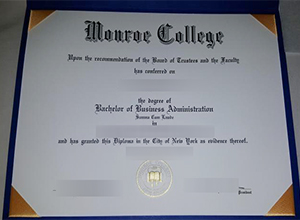 Monroe College
Upon the recommendation of the Board of Trustees and the Faculty
has conferred on
the degree of
Bachelor of Business Administration
Summa Cum Laude
in
and has granted this Diploma in the City of New York as evidence thereof.
President